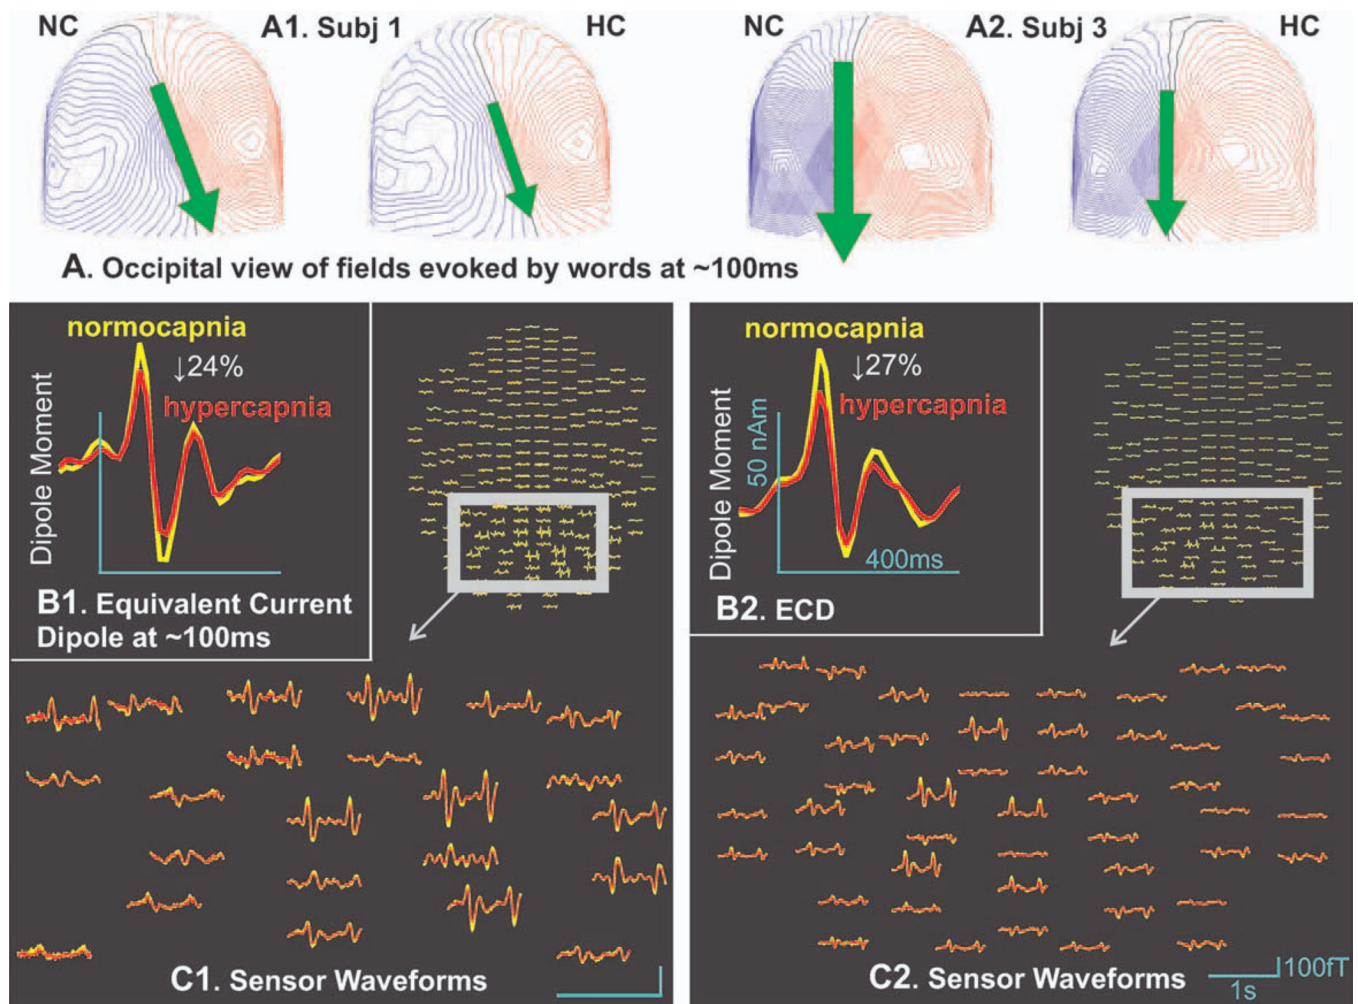 NC A1. Subj 1 HC
NC A2. Subj 3 HC
A. Occipital view of fields evoked by words at ~100ms
normocapnia
↓24%
hypercapnia
Dipole Moment
B1. Equivalent Current
Dipole at ~100ms
normocapnia
↓27%
hypercapnia
Dipole Moment
50 nAm
400ms
B2. ECD
C1. Sensor Waveforms
C2. Sensor Waveforms
100fT
1s